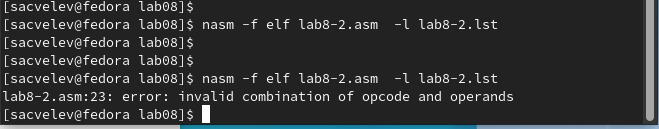 [sacvelev@fedora lab08]$
[sacvelev@fedora lab08]$ nasm -f elf lab8-2.asm  -l lab8-2.lst
[sacvelev@fedora lab08]$
[sacvelev@fedora lab08]$
[sacvelev@fedora lab08]$ nasm -f elf lab8-2.asm  -l lab8-2.lst
lab8-2.asm:23: error: invalid combination of opcode and operands
[sacvelev@fedora lab08]$